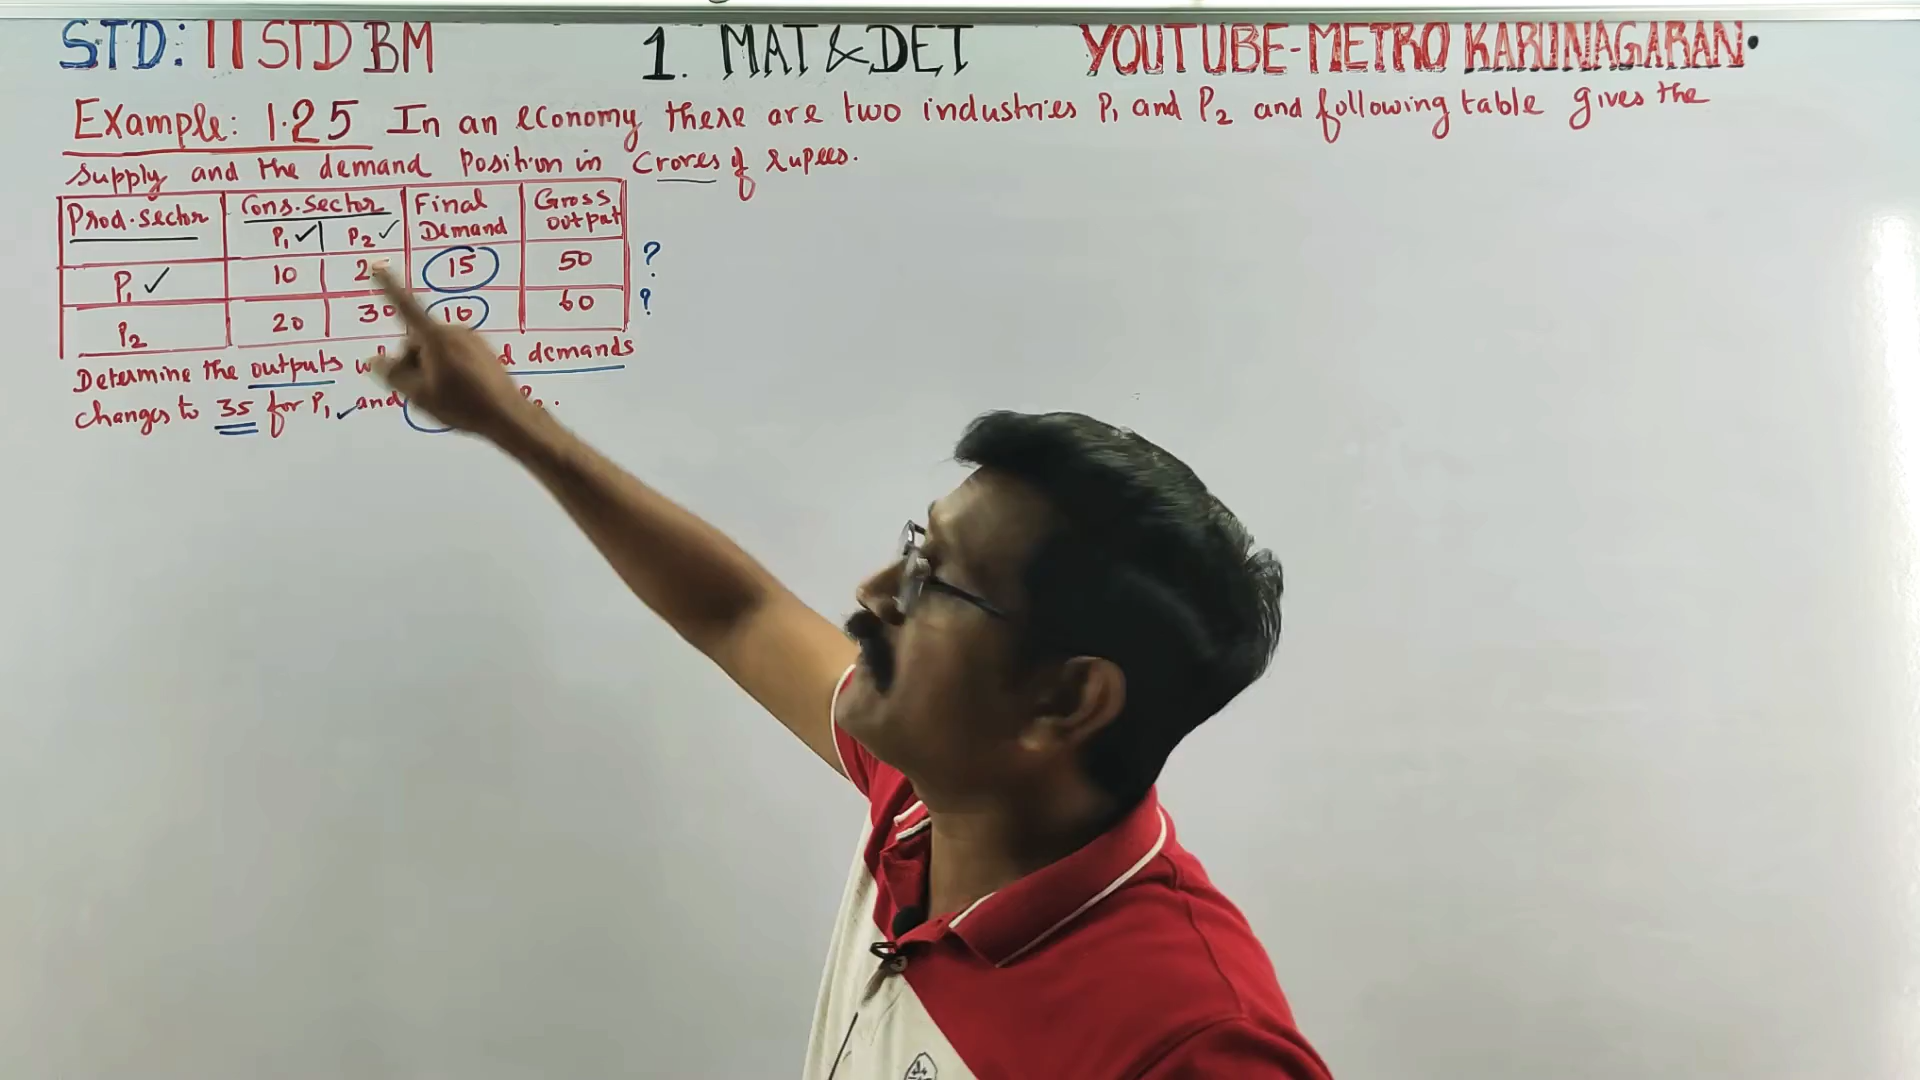 STD: 11 STD BM 1. MAT & DET YOUTUBE-METRO KARUNAGARAN.
Example: 1.25 In an economy there are two industries P₁ and P₂ and following table gives the
supply and the demand position in Crores of rupees.
Prod. sector Cons. sector Final Demand Gross output
P₁ ✓ P₂ ✓
P₁ ✓ 10 15 50 ?
P₂ 20 30 10 60 ?
Determine the outputs demands
changes to 35 for P₁ ✓ and